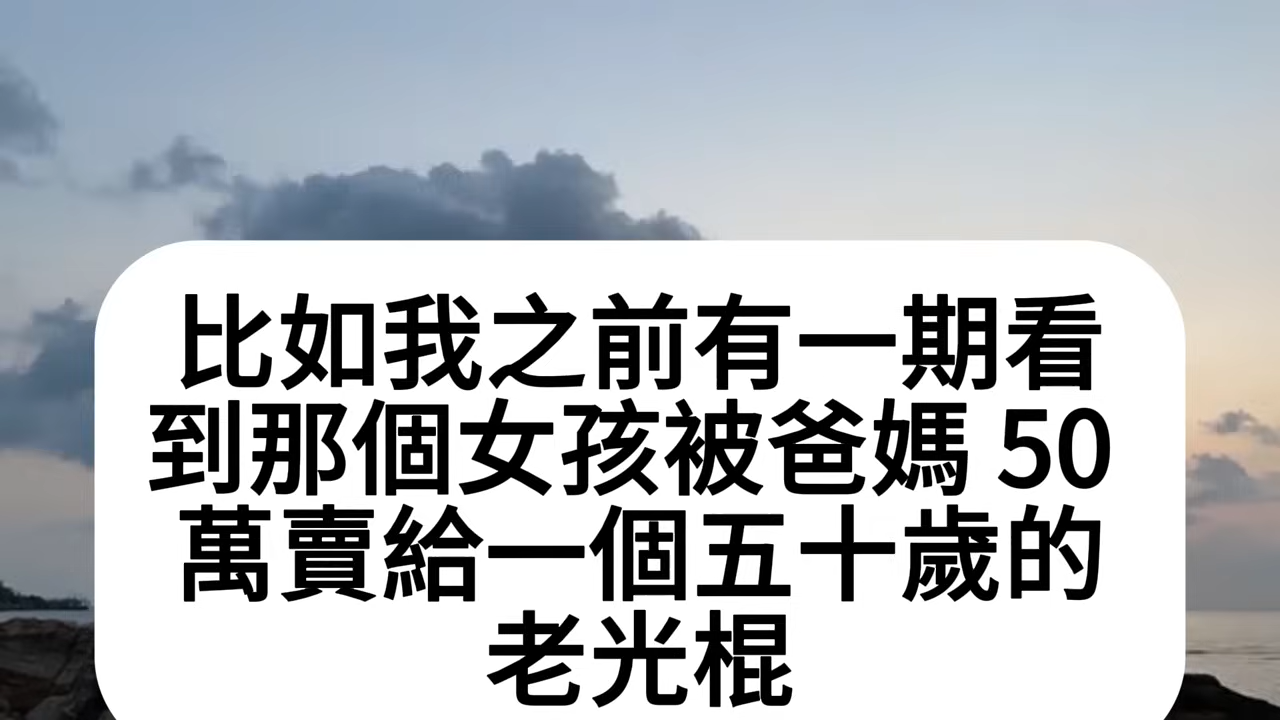 比如我之前有一期看
到那個女孩被爸媽 50
萬賣給一個五十歲的
老光棍